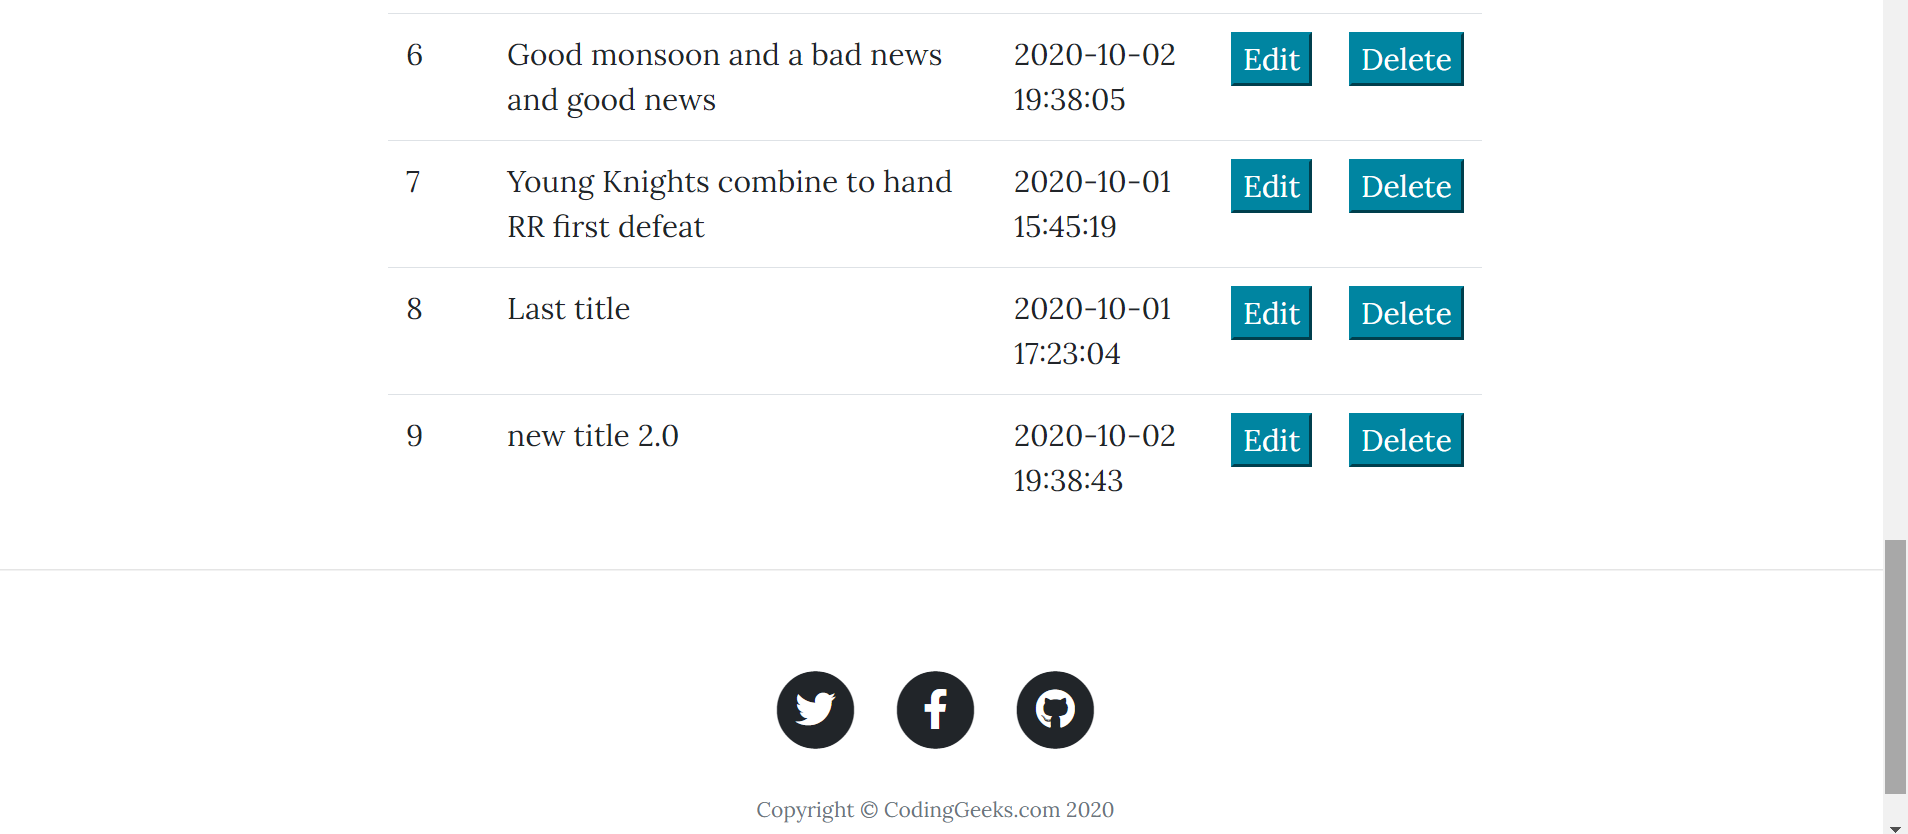 6 Good monsoon and a bad news 2020-10-02 Edit Delete
and good news 19:38:05
7 Young Knights combine to hand 2020-10-01 Edit Delete
RR first defeat 15:45:19
8 Last title 2020-10-01 Edit Delete
17:23:04
9 new title 2.0 2020-10-02 Edit Delete
19:38:43
Copyright © CodingGeeks.com 2020